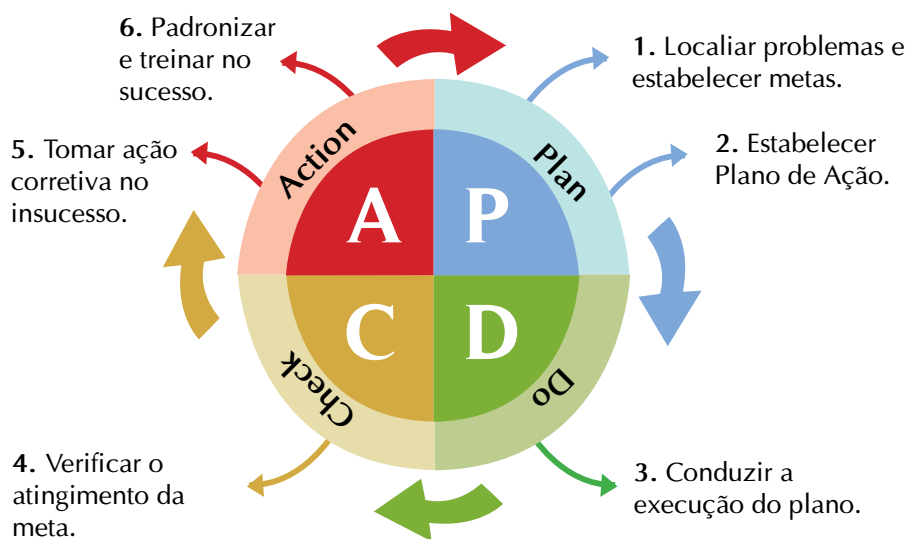 1. Localiar problemas e
estabelecer metas.
2. Estabelecer
Plano de Ação.
3. Conduzir a
execução do plano.
4. Verificar o
atingimento da
meta.
5. Tomar ação
corretiva no
insucesso.
6. Padronizar
e treinar no
sucesso.
Action
Plan
A
P
C
D
Check
Do